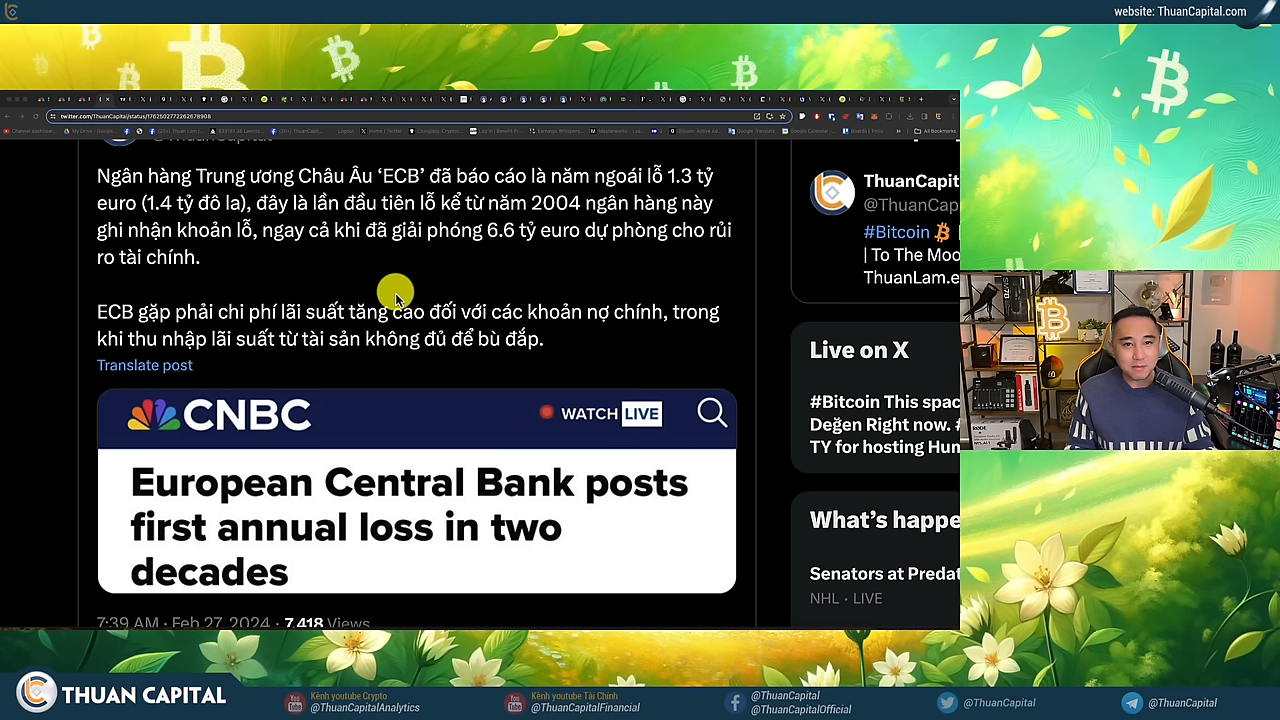 website: ThuanCapital.com
twitter.com/ThuanCapital/status/1762502772262678908
All Bookmarks
Ngân hàng Trung ương Châu Âu ‘ECB’ đã báo cáo là năm ngoái lỗ 1.3 tỷ
euro (1.4 tỷ đô la), đây là lần đầu tiên lỗ kể từ năm 2004 ngân hàng này
ghi nhận khoản lỗ, ngay cả khi đã giải phóng 6.6 tỷ euro dự phòng cho rủi
ro tài chính.
ECB gặp phải chi phí lãi suất tăng cao đối với các khoản nợ chính, trong
khi thu nhập lãi suất từ tài sản không đủ để bù đắp.
Translate post
CNBC
WATCH LIVE
European Central Bank posts
first annual loss in two
decades
7:39 AM · Feb 27, 2024 · 7,418 Views
ThuanCapit
@ThuanCap
#Bitcoin
| To The Moo
ThuanLam.e
Live on X
#Bitcoin This spac
Değen Right now. #
TY for hosting Hun
What’s happe
Senators at Predat
NHL · LIVE
THUAN CAPITAL
Kênh youtube Crypto
@ThuanCapitalAnalytics
Kênh youtube Tài Chính
@ThuanCapitalFinancial
@ThuanCapital
@ThuanCapitalOfficial
@ThuanCapital
@ThuanCapital